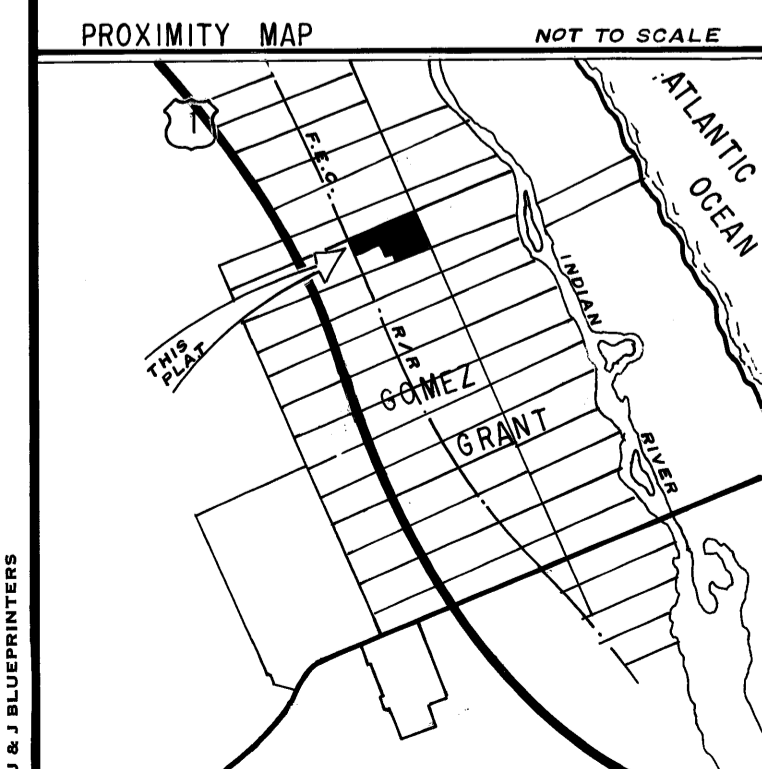 PROXIMITY MAP
NOT TO SCALE
1
F.E.C.
ATLANTIC
OCEAN
INDIAN
THIS
PLAT
R/R
GOMEZ
GRANT
RIVER
J & J BLUEPRINTERS